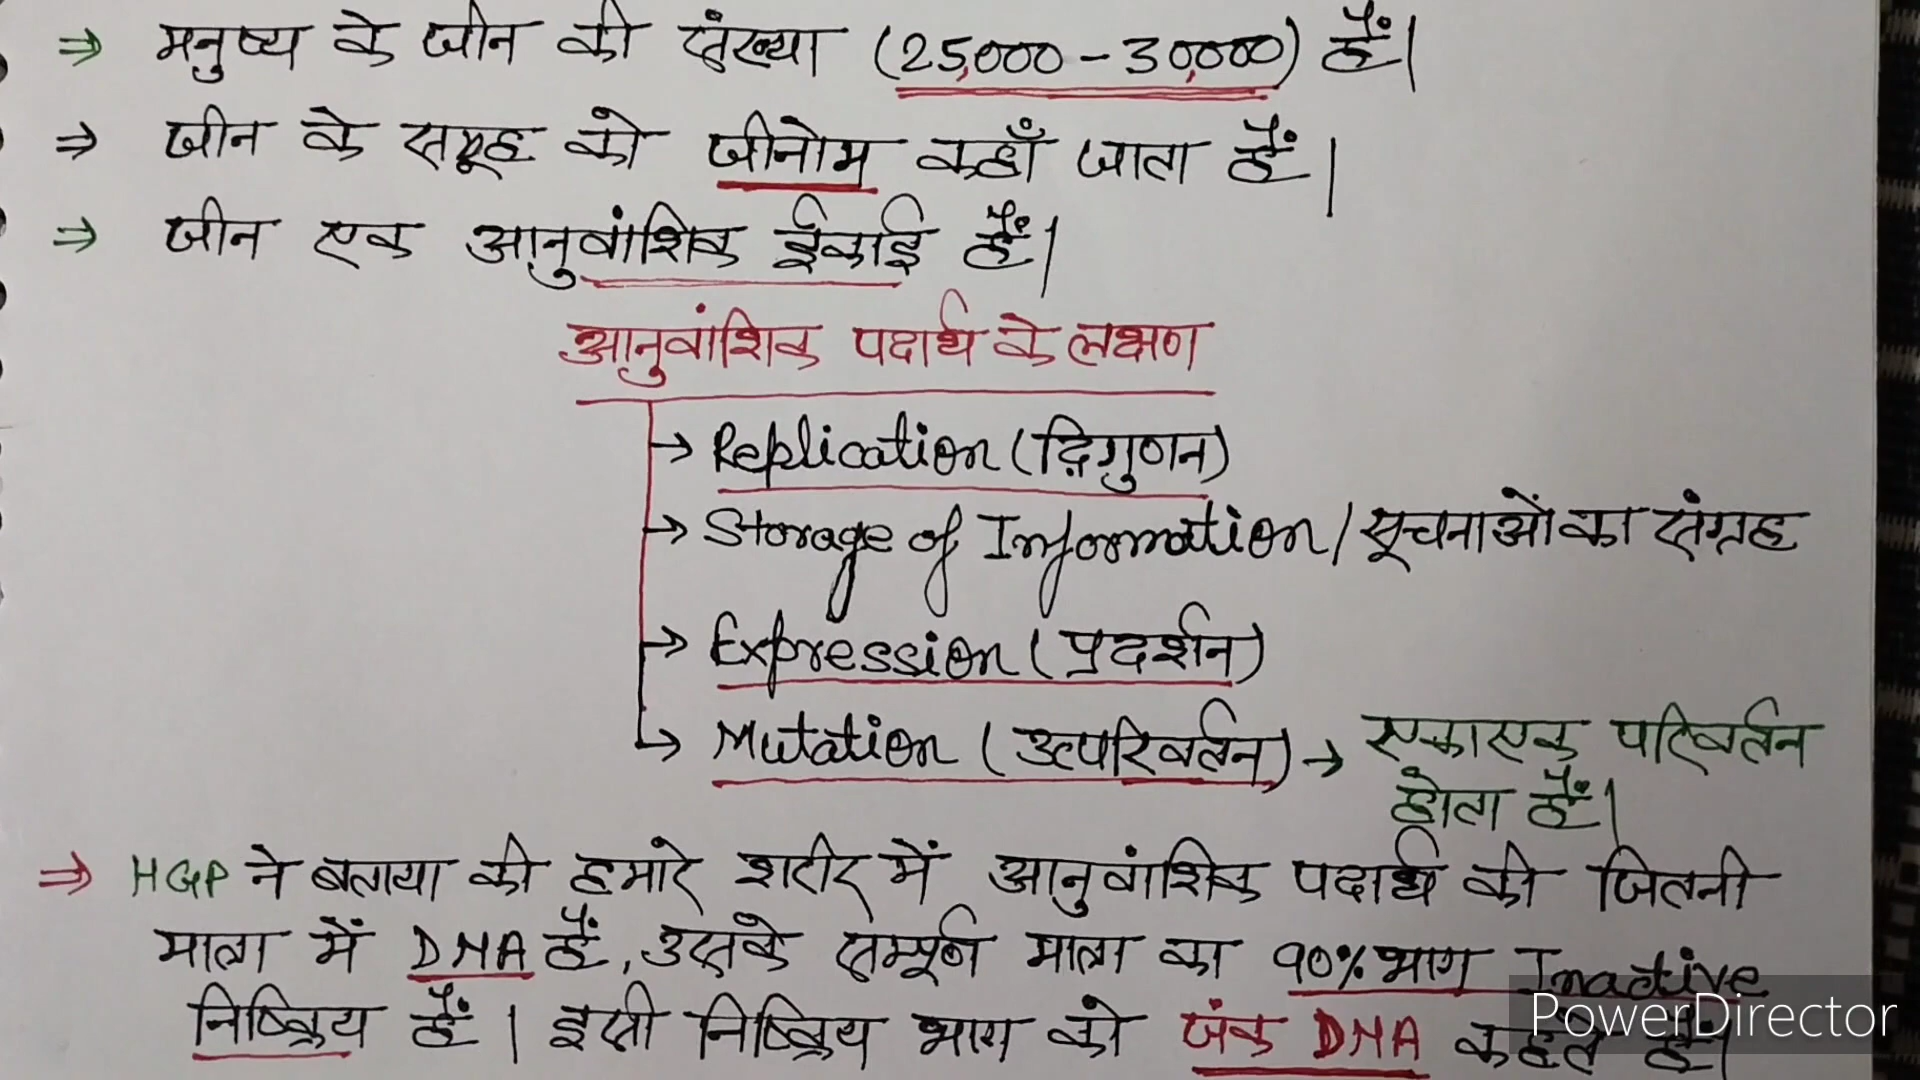 ⇒ मनुष्य के जीन की संख्या (25,000 - 30,000) हैं।
⇒ जीन के समूह को जीनोम कहाँ जाता हैं।
⇒ जीन एक आनुवांशिक ईकाई हैं।
आनुवांशिक पदार्थ के लक्षण
→ Replication (द्विगुणन)
→ Storage of Information / सूचनाओं का संग्रह
→ Expression (प्रदर्शन)
→ Mutation (उत्परिवर्तन) → एकाएक परिवर्तन
होता हैं।
⇒ HGP ने बताया की हमारे शरीर में आनुवांशिक पदार्थ की जितनी
मात्रा में DNA हैं, उसके सम्पूर्ण मात्रा का 90% भाग Inactive
निष्क्रिय हैं। इसी निष्क्रिय भाग को जंक DNA कहते हैं।
PowerDirector